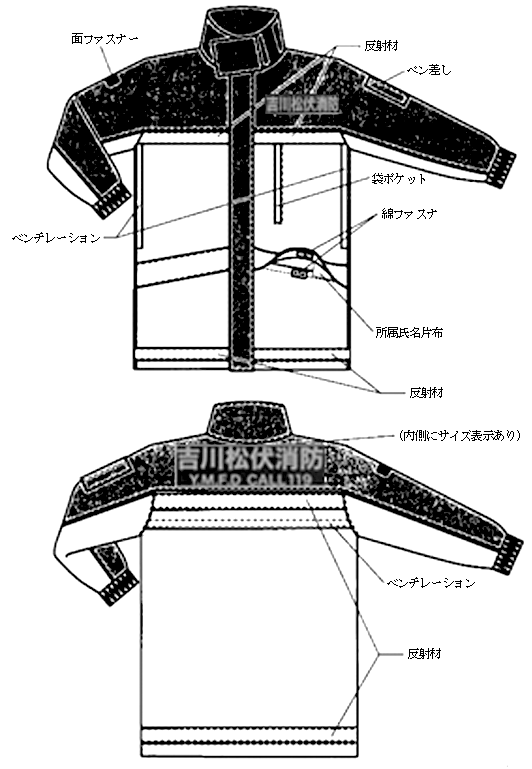 面ファスナー
反射材
ペン差し
吉川松伏消防
袋ポケット
綿ファスナ
ベンチレーション
所属氏名片布
反射材
(内側にサイズ表示あり)
吉川松伏消防
Y.M.F.D CALL 119
ベンチレーション
反射材